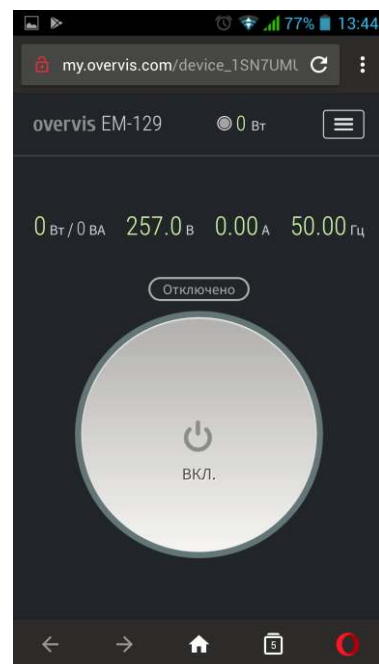 77% 13:44
my.overvis.com/device_1SN7UML
overvis EM-129 0 Вт
0 Вт / 0 ВА 257.0 В 0.00 А 50.00 Гц
Отключено
ВКЛ.
5